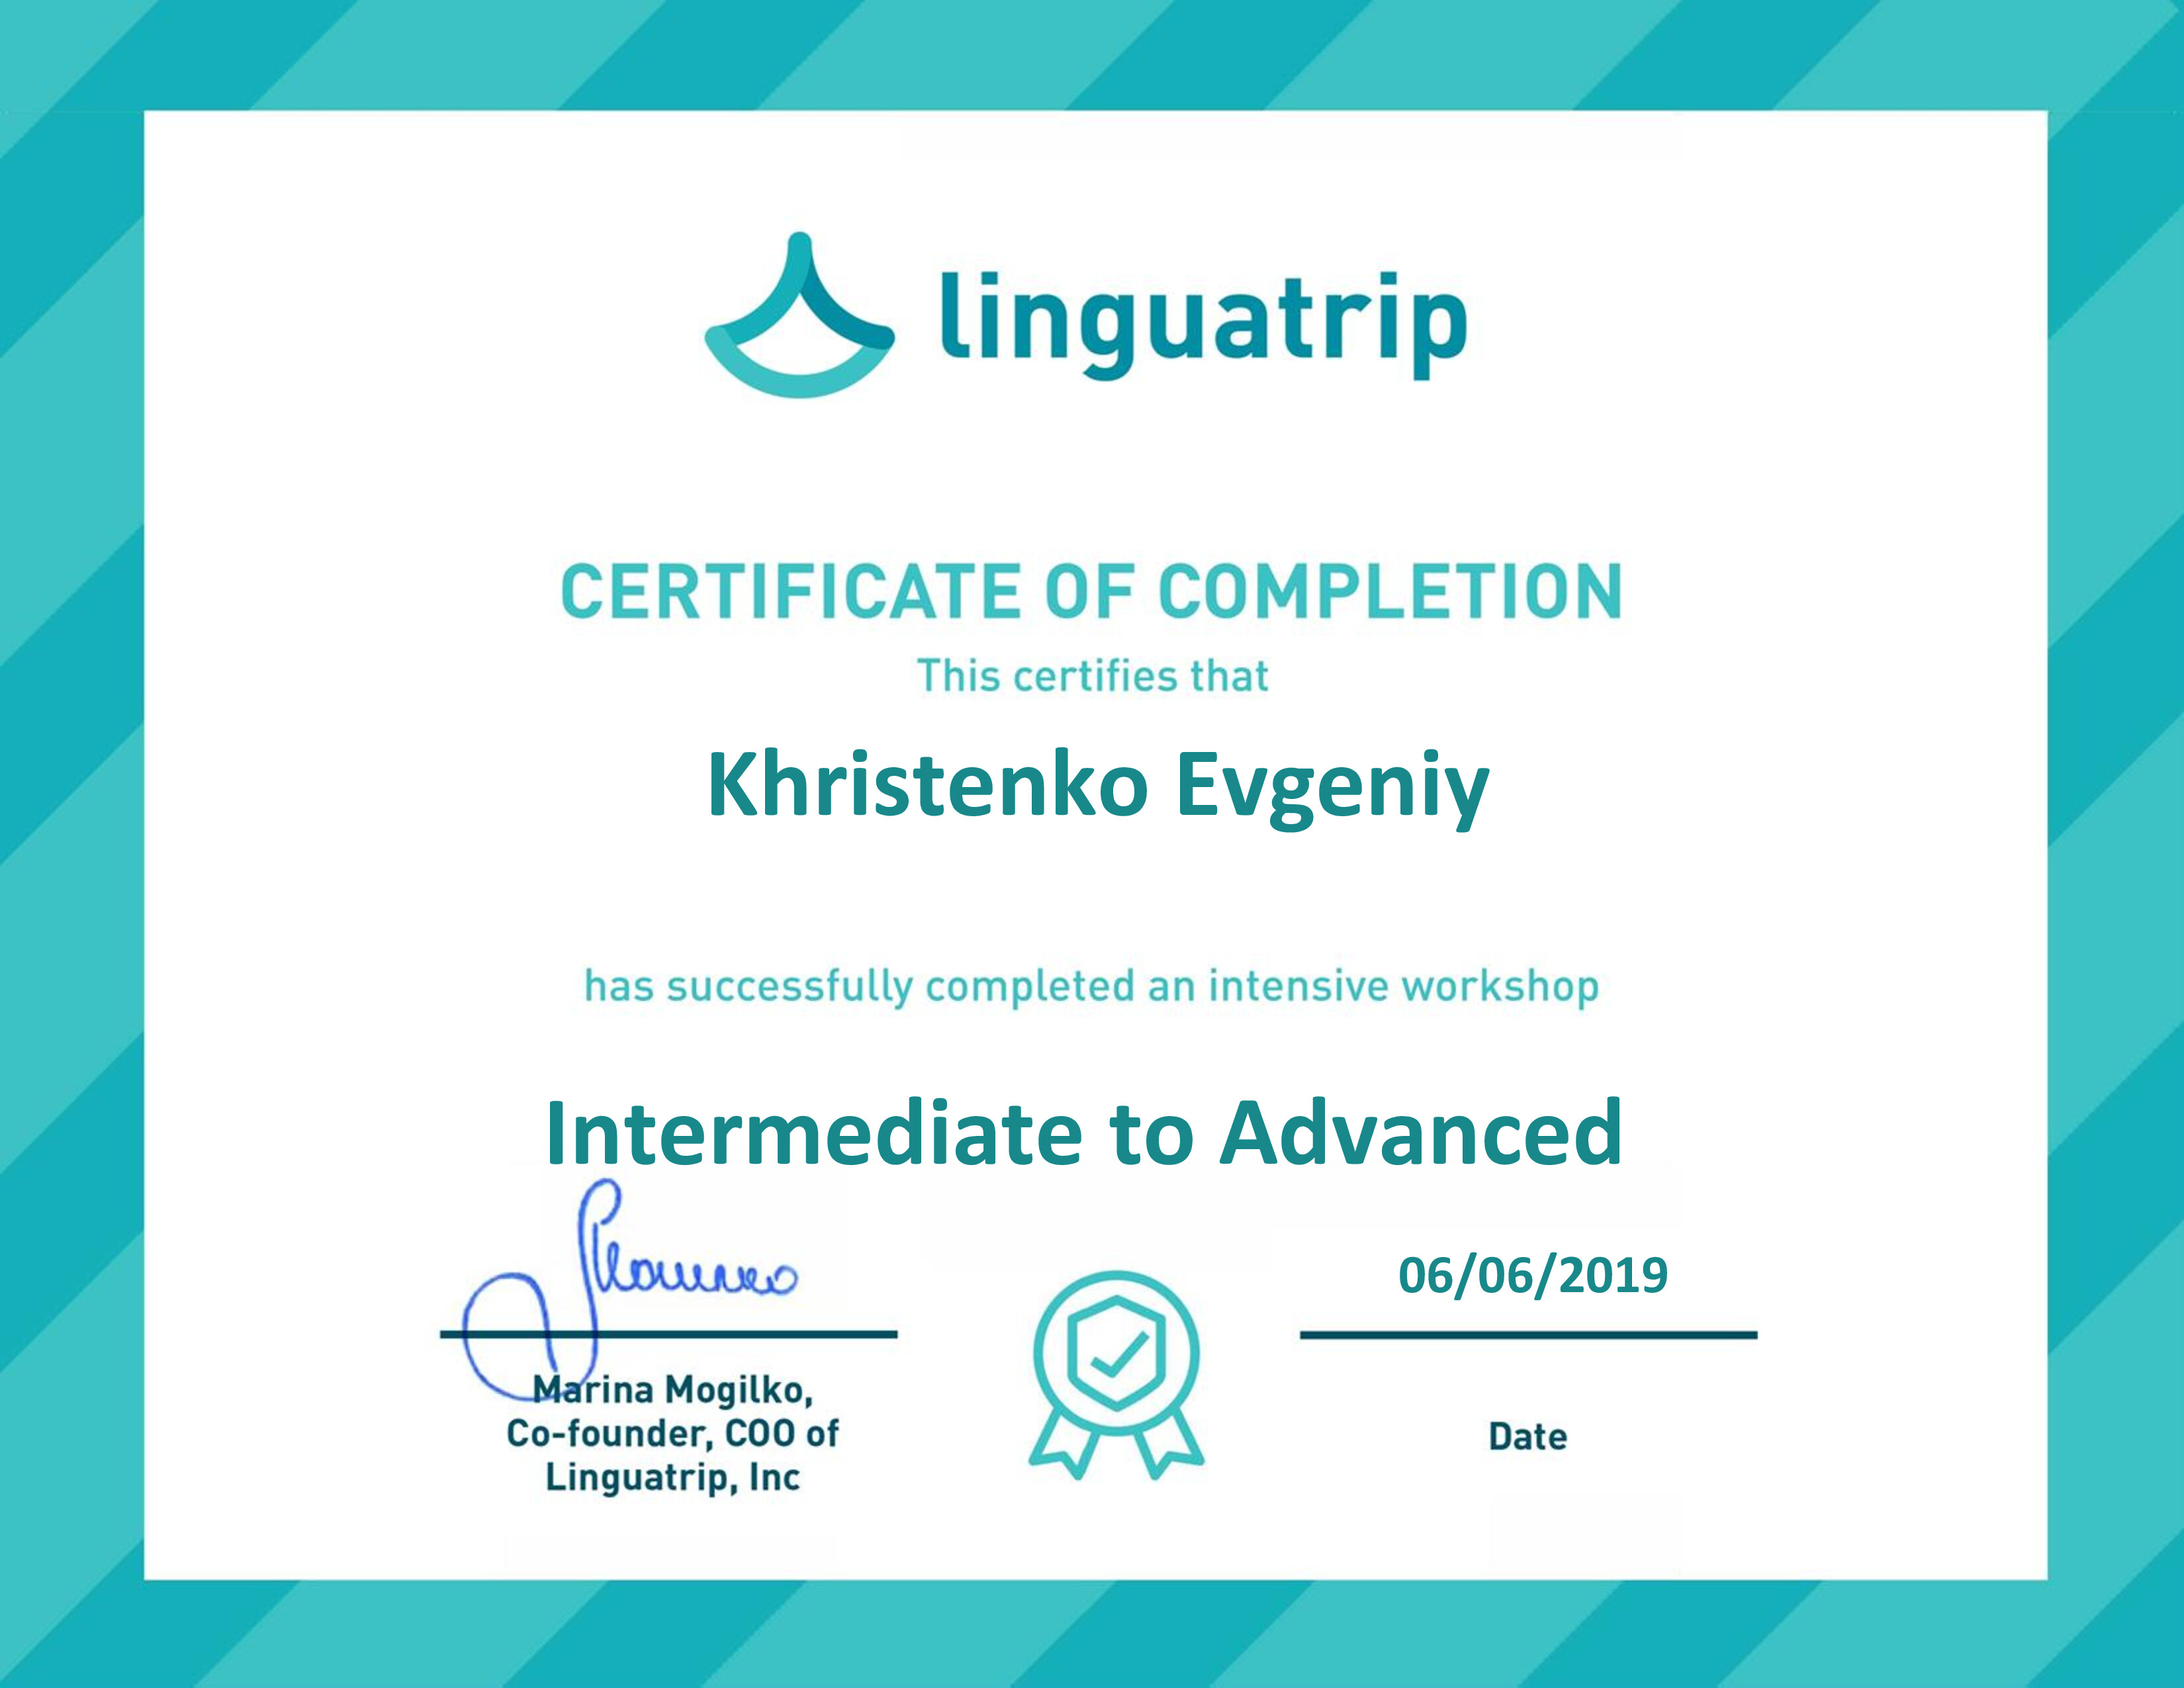 linguatrip
CERTIFICATE OF COMPLETION
This certifies that
Khristenko Evgeniy
has successfully completed an intensive workshop
Intermediate to Advanced
06/06/2019
Marina Mogilko,
Co-founder, COO of
Linguatrip, Inc
Date